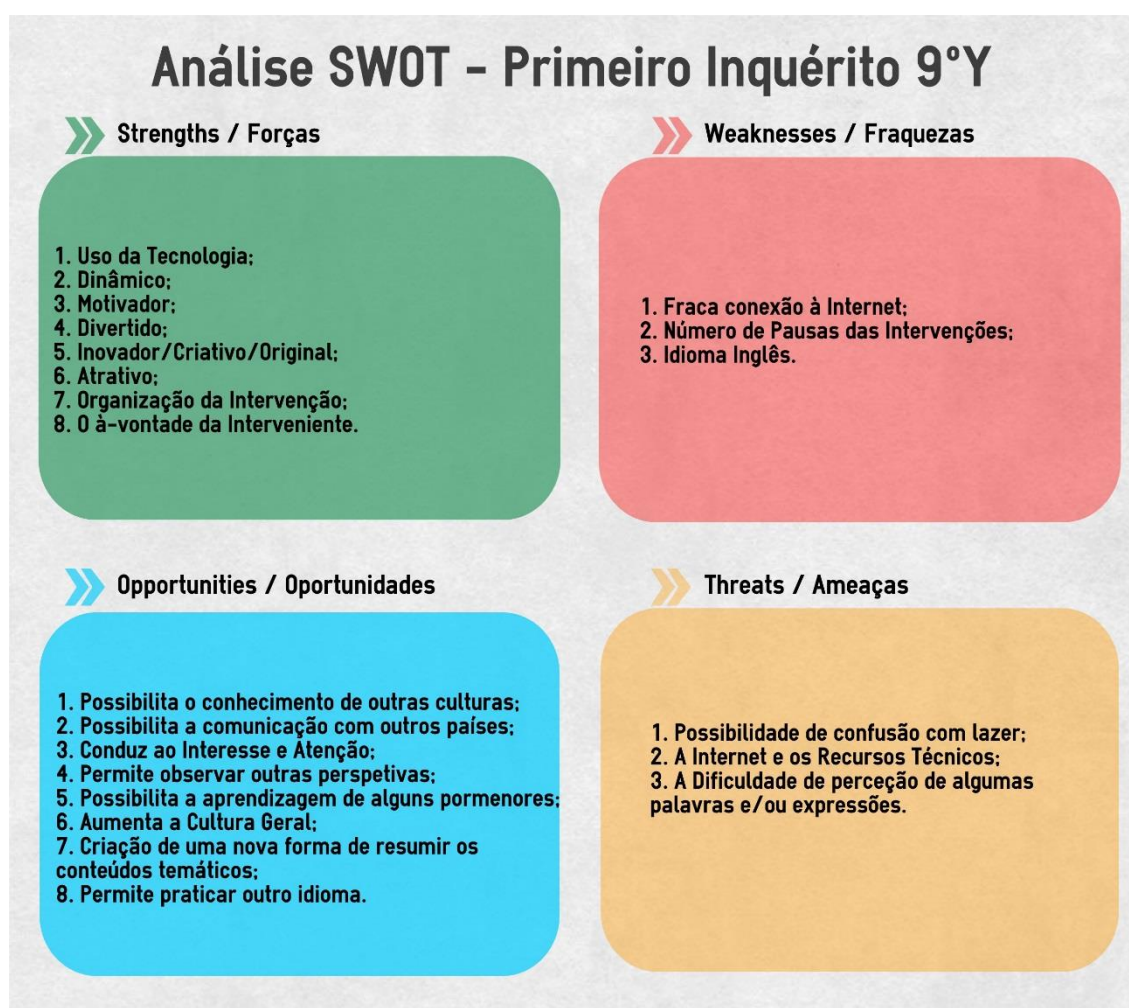 Análise SWOT - Primeiro Inquérito 9°Y
Strengths / Forças
1. Uso da Tecnologia;
2. Dinâmico;
3. Motivador;
4. Divertido;
5. Inovador/Criativo/Original;
6. Atrativo;
7. Organização da Intervenção;
8. O à-vontade da Interveniente.
Weaknesses / Fraquezas
1. Fraca conexão à Internet;
2. Número de Pausas das Intervenções;
3. Idioma Inglês.
Opportunities / Oportunidades
1. Possibilita o conhecimento de outras culturas;
2. Possibilita a comunicação com outros países;
3. Conduz ao Interesse e Atenção;
4. Permite observar outras perspetivas;
5. Possibilita a aprendizagem de alguns pormenores;
6. Aumenta a Cultura Geral;
7. Criação de uma nova forma de resumir os
conteúdos temáticos;
8. Permite praticar outro idioma.
Threats / Ameaças
1. Possibilidade de confusão com lazer;
2. A Internet e os Recursos Técnicos;
3. A Dificuldade de perceção de algumas
palavras e/ou expressões.